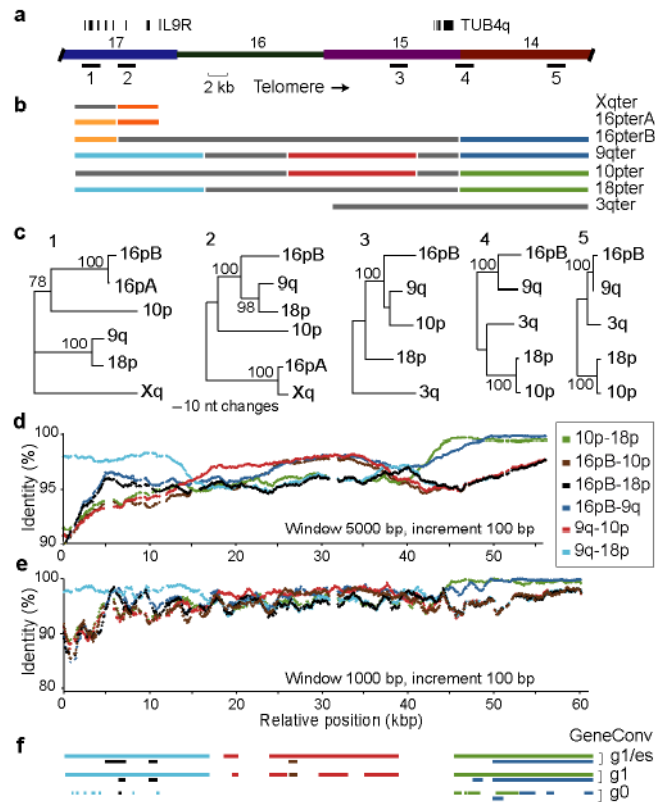 a
IL9R
TUB4q
17
16
15
14
1
2
2 kb
Telomere →
3
4
5
b
Xqter
16pterA
16pterB
9qter
10pter
18pter
3qter
c
1
78
100
16pB
16pA
10p
100
9q
18p
Xq
2
100
98
16pB
9q
18p
10p
100
16pA
Xq
–10 nt changes
3
100
16pB
9q
10p
18p
3q
4
100
16pB
9q
3q
100
18p
10p
5
100
16pB
9q
3q
100
18p
10p
d
Identity (%)
100
95
90
0
10
20
30
40
50
Window 5000 bp, increment 100 bp
10p-18p
16pB-10p
16pB-18p
16pB-9q
9q-10p
9q-18p
e
Identity (%)
100
90
80
Window 1000 bp, increment 100 bp
0
10
20
30
40
50
60
Relative position (kbp)
f
GeneConv
g1/es
g1
g0